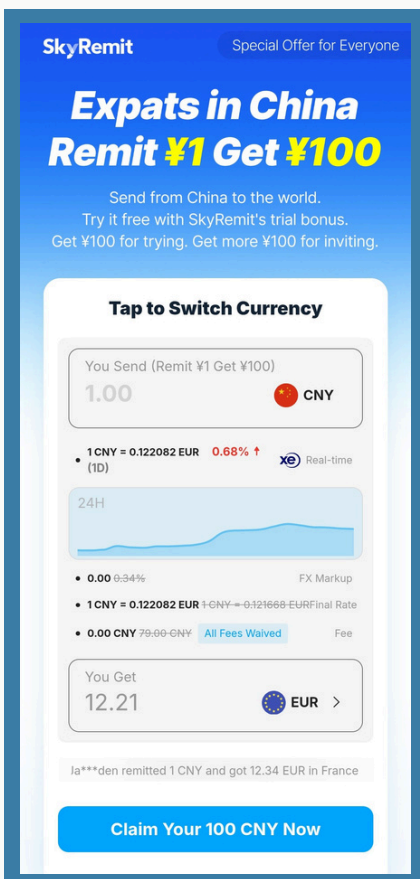 SkyRemit
Special Offer for Everyone
Expats in China
Remit ¥1 Get ¥100
Send from China to the world.
Try it free with SkyRemit's trial bonus.
Get ¥100 for trying. Get more ¥100 for inviting.
Tap to Switch Currency
You Send (Remit ¥1 Get ¥100)
1.00 CNY
1 CNY = 0.122082 EUR 0.68% ↑ xe Real-time
(1D)
24H
0.00 0.34% FX Markup
1 CNY = 0.122082 EUR 1 CNY = 0.121668 EUR Final Rate
0.00 CNY 79.00 CNY All Fees Waived Fee
You Get
12.21 EUR >
la***den remitted 1 CNY and got 12.34 EUR in France
Claim Your 100 CNY Now